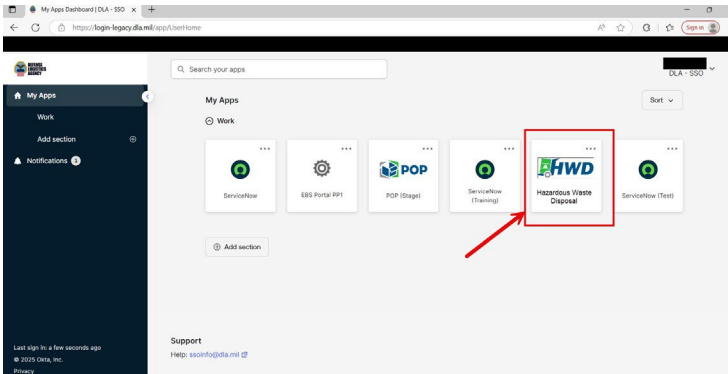 My Apps Dashboard | DLA - SSO
https://login-legacy.dla.mil/app/UserHome
Sign in
DEFENSE
LOGISTICS
AGENCY
Search your apps
DLA - SSO
My Apps
Work
Add section
Notifications 1
My Apps
Sort
Work
ServiceNow
EBS Portal PP1
POP
POP (Stage)
ServiceNow
(Training)
HWD
Hazardous Waste
Disposal
ServiceNow (Test)
Add section
Last sign in: a few seconds ago
© 2025 Okta, Inc.
Privacy
Support
Help: ssoinfo@dla.mil